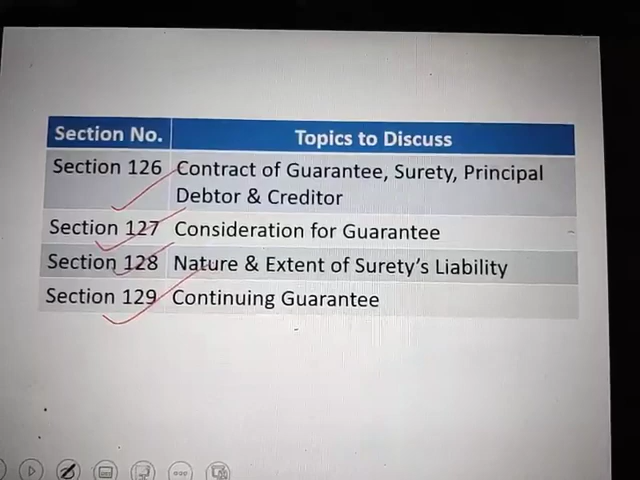 Section No. Topics to Discuss
Section 126 Contract of Guarantee, Surety, Principal
Debtor & Creditor
Section 127 Consideration for Guarantee
Section 128 Nature & Extent of Surety's Liability
Section 129 Continuing Guarantee